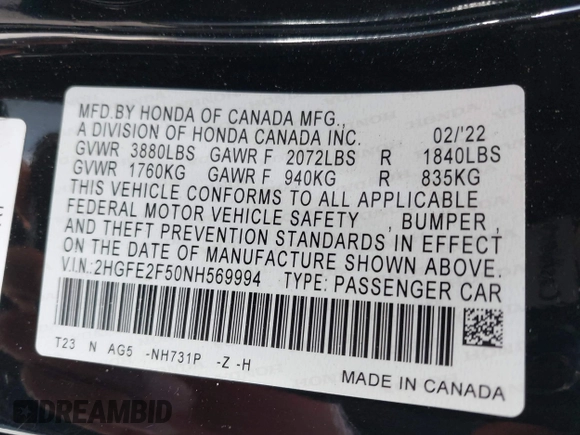 MFD.BY HONDA OF CANADA MFG.,
A DIVISION OF HONDA CANADA INC. 02/'22
GVWR 3880LBS GAWR F 2072LBS R 1840LBS
GVWR 1760KG GAWR F 940KG R 835KG
THIS VEHICLE CONFORMS TO ALL APPLICABLE
FEDERAL MOTOR VEHICLE SAFETY , BUMPER ,
AND THEFT PREVENTION STANDARDS IN EFFECT
ON THE DATE OF MANUFACTURE SHOWN ABOVE.
V.I.N.:2HGFE2F50NH569994 TYPE: PASSENGER CAR
T23 N AG5 -NH731P -Z -H
MADE IN CANADA
DREAMBID